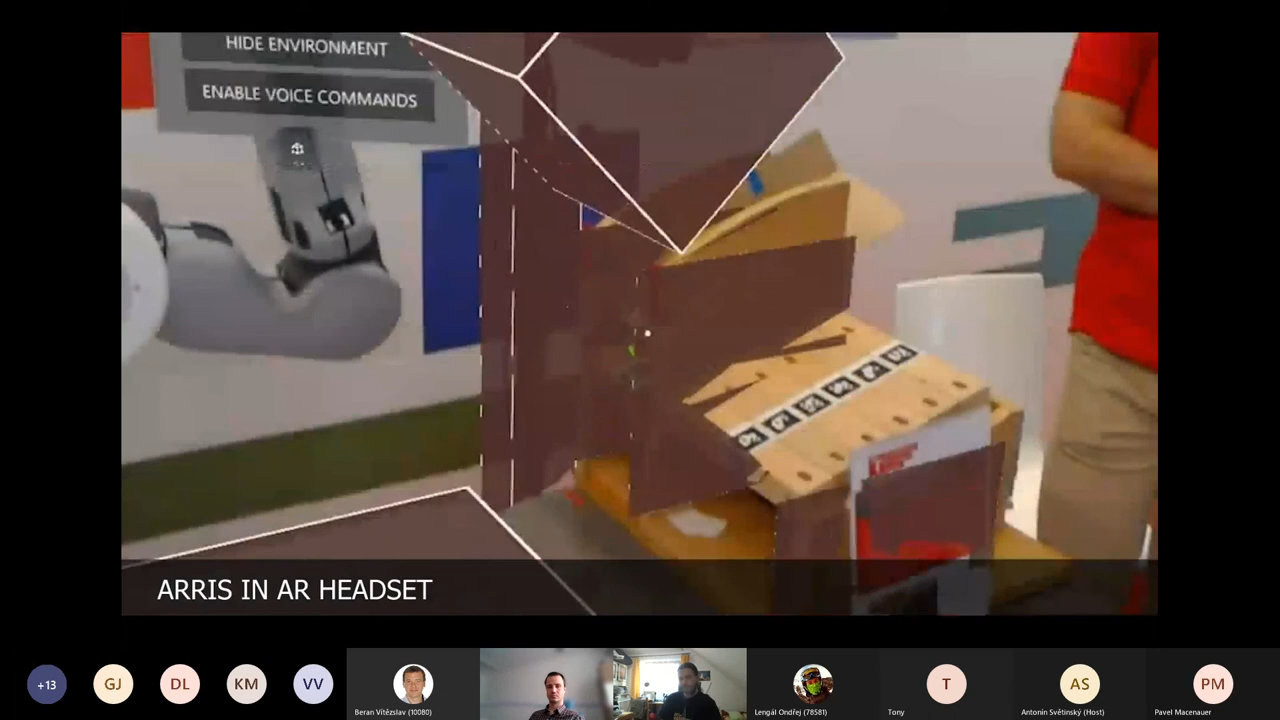 HIDE ENVIRONMENT
ENABLE VOICE COMMANDS
ARRIS IN AR HEADSET
+13
GJ
DL
KM
VV
Beran Vítězslav (10080)
Lengál Ondřej (78581)
T
Tony
AS
Antonín Světinský (Host)
PM
Pavel Macenauer